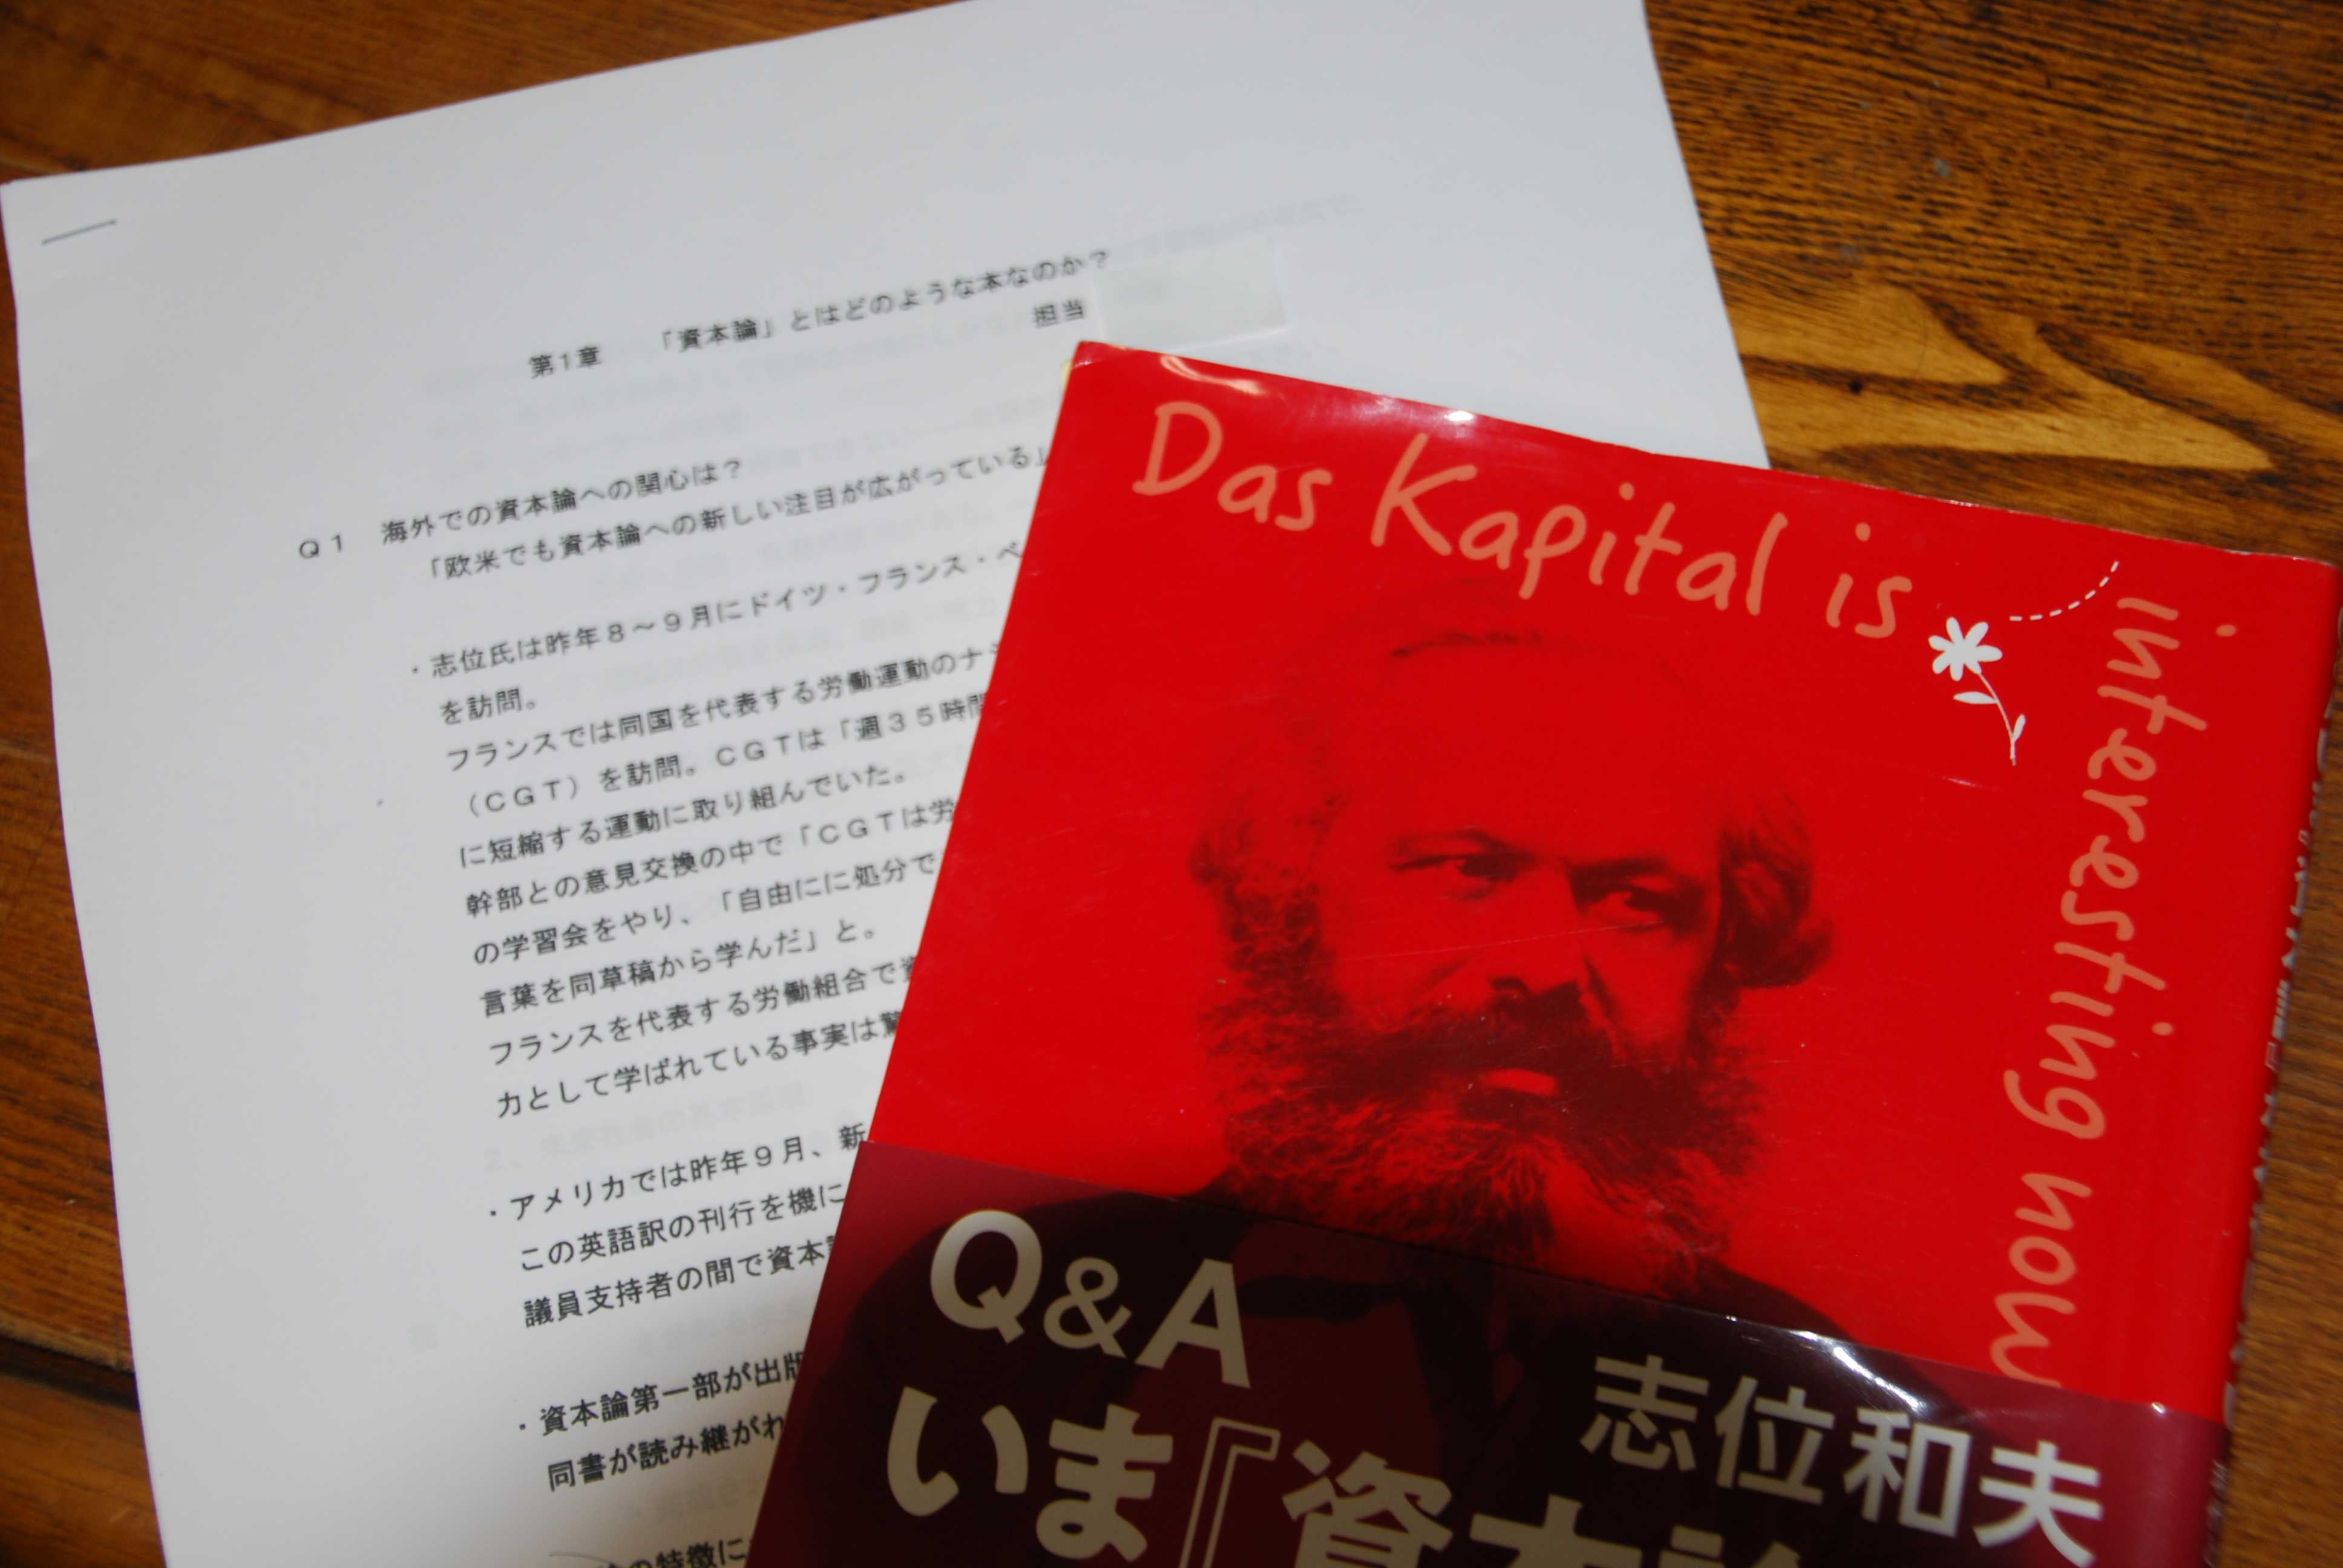 第1章　「資本論」とはどのような本なのか？
担当
Ｑ１　海外での資本論への関心は？
「欧米でも資本論への新しい注目が広がっている」
・志位氏は昨年８～９月にドイツ・フランス・ベ
を訪問。
フランスでは同国を代表する労働運動のナシ
（ＣＧＴ）を訪問。ＣＧＴは「週３５時間
に短縮する運動に取り組んでいた。
幹部との意見交換の中で「ＣＧＴは労
の学習会をやり、「自由にに処分で
言葉を同草稿から学んだ」と。
フランスを代表する労働組合で資
力として学ばれている事実は驚
・アメリカでは昨年９月、新
この英語訳の刊行を機に
議員支持者の間で資本論
・資本論第一部が出版
同書が読み継がれ
の特徴に
Das Kapital is
interesting now
Q&A
志位和夫
いま『資本論